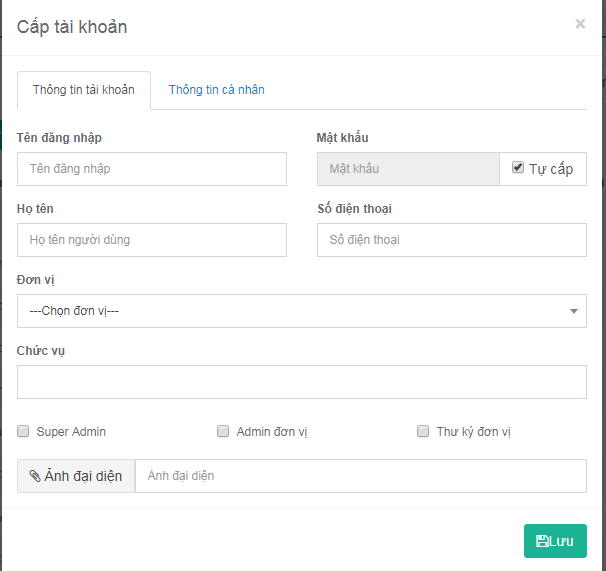 Cấp tài khoản
×
Thông tin tài khoản Thông tin cá nhân
Tên đăng nhập Mật khẩu
Tên đăng nhập Mật khẩu Tự cấp
Họ tên Số điện thoại
Họ tên người dùng Số điện thoại
Đơn vị
---Chọn đơn vị---
Chức vụ
Super Admin Admin đơn vị Thư ký đơn vị
Ảnh đại diện Ảnh đại diện
Lưu